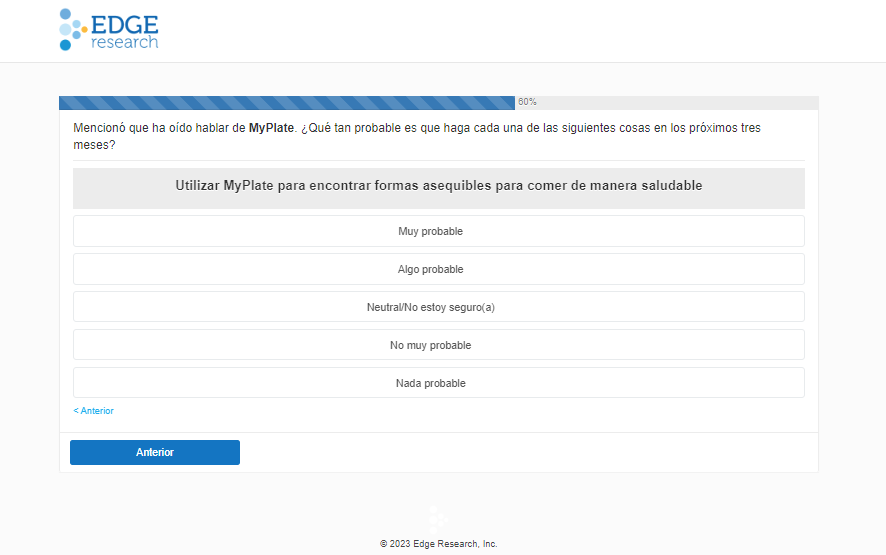 EDGE
research
60%
Mencionó que ha oído hablar de MyPlate. ¿Qué tan probable es que haga cada una de las siguientes cosas en los próximos tres
meses?
Utilizar MyPlate para encontrar formas asequibles para comer de manera saludable
Muy probable
Algo probable
Neutral/No estoy seguro(a)
No muy probable
Nada probable
< Anterior
Anterior
© 2023 Edge Research, Inc.